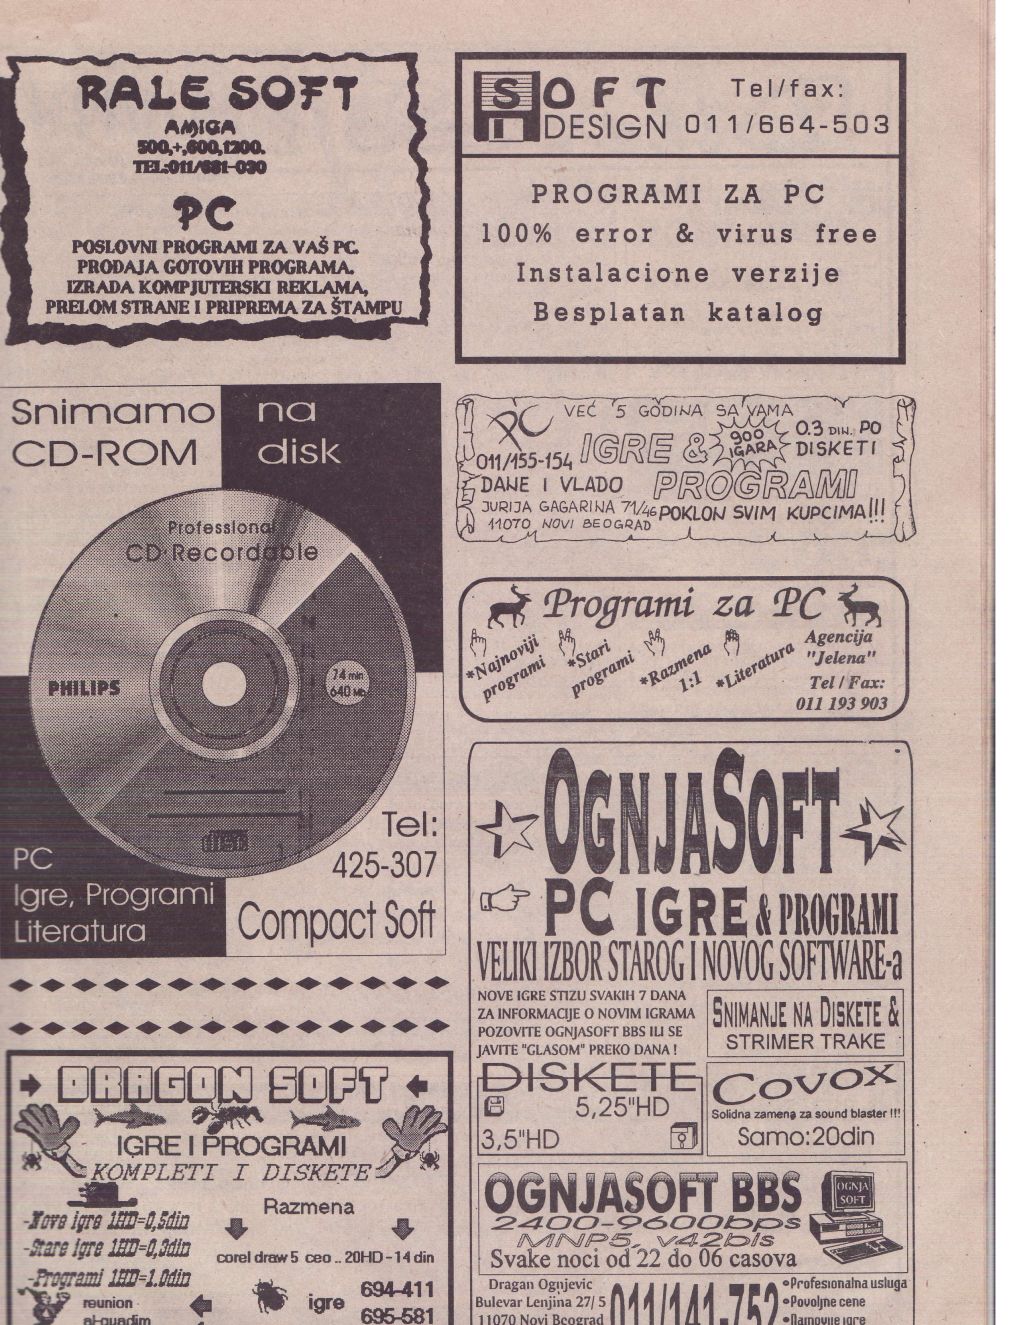 RALE SOFT
AMIGA
500,+,600,1200.
TEL:011/681-030
PC
POSLOVNI PROGRAMI ZA VAŠ PC.
PRODAJA GOTOVIH PROGRAMA.
IZRADA KOMPJUTERSKI REKLAMA,
PRELOM STRANE I PRIPREMA ZA ŠTAMPU
SOFT
DESIGN
Tel/fax:
011/664-503
PROGRAMI ZA PC
100% error & virus free
Instalacione verzije
Besplatan katalog
Snimamo na
CD-ROM disk
Professional
CD-Recordable
PHILIPS
74 min
640 Mb
disc
Tel:
425-307
PC
Igre, Programi
Literatura
Compact Soft
PC
VEĆ 5 GODINA SA VAMA
011/155-154
IGRE &
900
IGARA
0.3 DIN. PO
DISKETI
DANE I VLADO
PROGRAMI
JURIJA GAGARINA 71/46
11070 NOVI BEOGRAD
POKLON SVIM KUPCIMA!!!
Programi za PC
*Najnoviji
programi
*Stari
programi
*Razmena
1:1
*Literatura
Agencija
"Jelena"
Tel / Fax:
011 193 903
OGNJASOFT
PC IGRE & PROGRAMI
VELIKI IZBOR STAROG I NOVOG SOFTWARE-a
NOVE IGRE STIZU SVAKIH 7 DANA
ZA INFORMACIJE O NOVIM IGRAMA
POZOVITE OGNJASOFT BBS ILI SE
JAVITE "GLASOM" PREKO DANA !
SNIMANJE NA DISKETE &
STRIMER TRAKE
DISKETE
5,25"HD
3,5"HD
COVOX
Solidna zamena za sound blaster !!!
Samo:20din
OGNJASOFT BBS
2400-9600bps
MNP5, v42bis
Svake noci od 22 do 06 casova
OGNJA
SOFT
Dragan Ognjevic
Bulevar Lenjina 27/ 5
11070 Novi Beograd
011/141-752
•Profesionalna usluga
•Povoljne cene
•Najnovije igre
DRAGON SOFT
IGRE I PROGRAMI
KOMPLETI I DISKETE
-Nove igre 1HD=0,5din
-Stare igre 1HD=0,3din
-Programi 1HD=1.0din
Razmena
corel draw 5 ceo .. 20HD - 14 din
reunion
al-quadim
igre
694-411
695-581